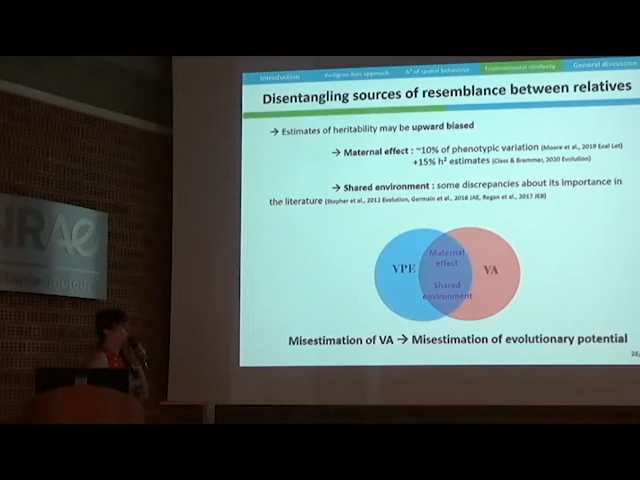 Introduction
Pedigree free approach
h² of spatial behaviour
Environmental similarity
General discussion
Disentangling sources of resemblance between relatives
→ Estimates of heritability may be upward biased
→ Maternal effect : ~10% of phenotypic variation (Moore et al., 2019 Ecol Let)
+15% h² estimates (Class & Brommer, 2020 Evolution)
→ Shared environment : some discrepancies about its importance in
the literature (Stopher et al., 2012 Evolution, Germain et al., 2016 JAE, Regan et al., 2017 JEB)
Maternal
effect
VPE
VA
Shared
environment
Misestimation of VA → Misestimation of evolutionary potential
NRAE